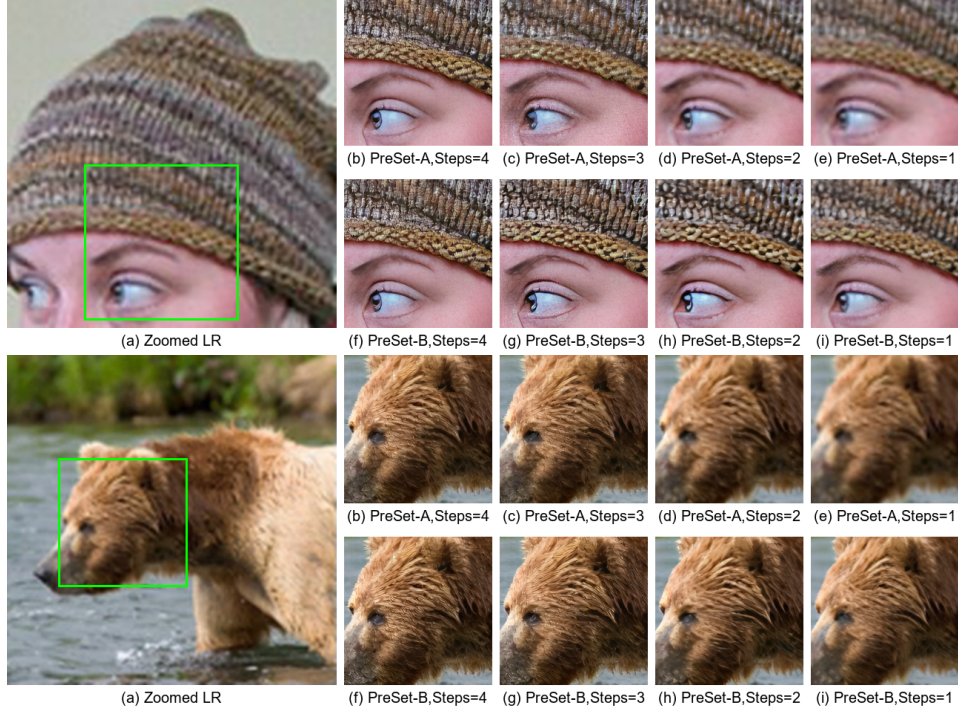 (b) PreSet-A,Steps=4
(c) PreSet-A,Steps=3
(d) PreSet-A,Steps=2
(e) PreSet-A,Steps=1
(a) Zoomed LR
(f) PreSet-B,Steps=4
(g) PreSet-B,Steps=3
(h) PreSet-B,Steps=2
(i) PreSet-B,Steps=1
(b) PreSet-A,Steps=4
(c) PreSet-A,Steps=3
(d) PreSet-A,Steps=2
(e) PreSet-A,Steps=1
(a) Zoomed LR
(f) PreSet-B,Steps=4
(g) PreSet-B,Steps=3
(h) PreSet-B,Steps=2
(i) PreSet-B,Steps=1